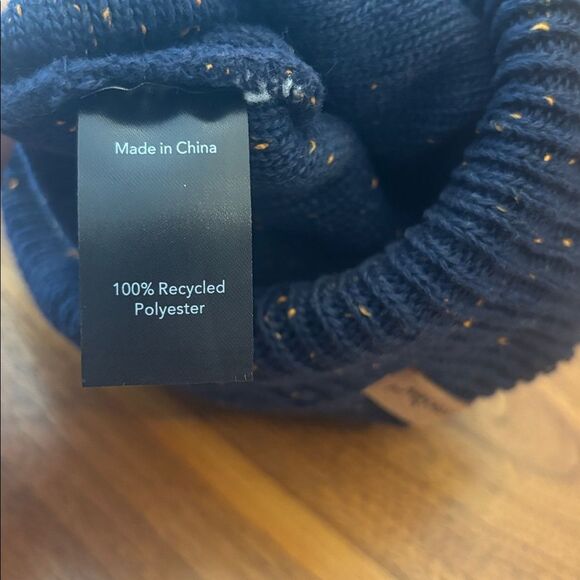 Made in China
100% Recycled
Polyester